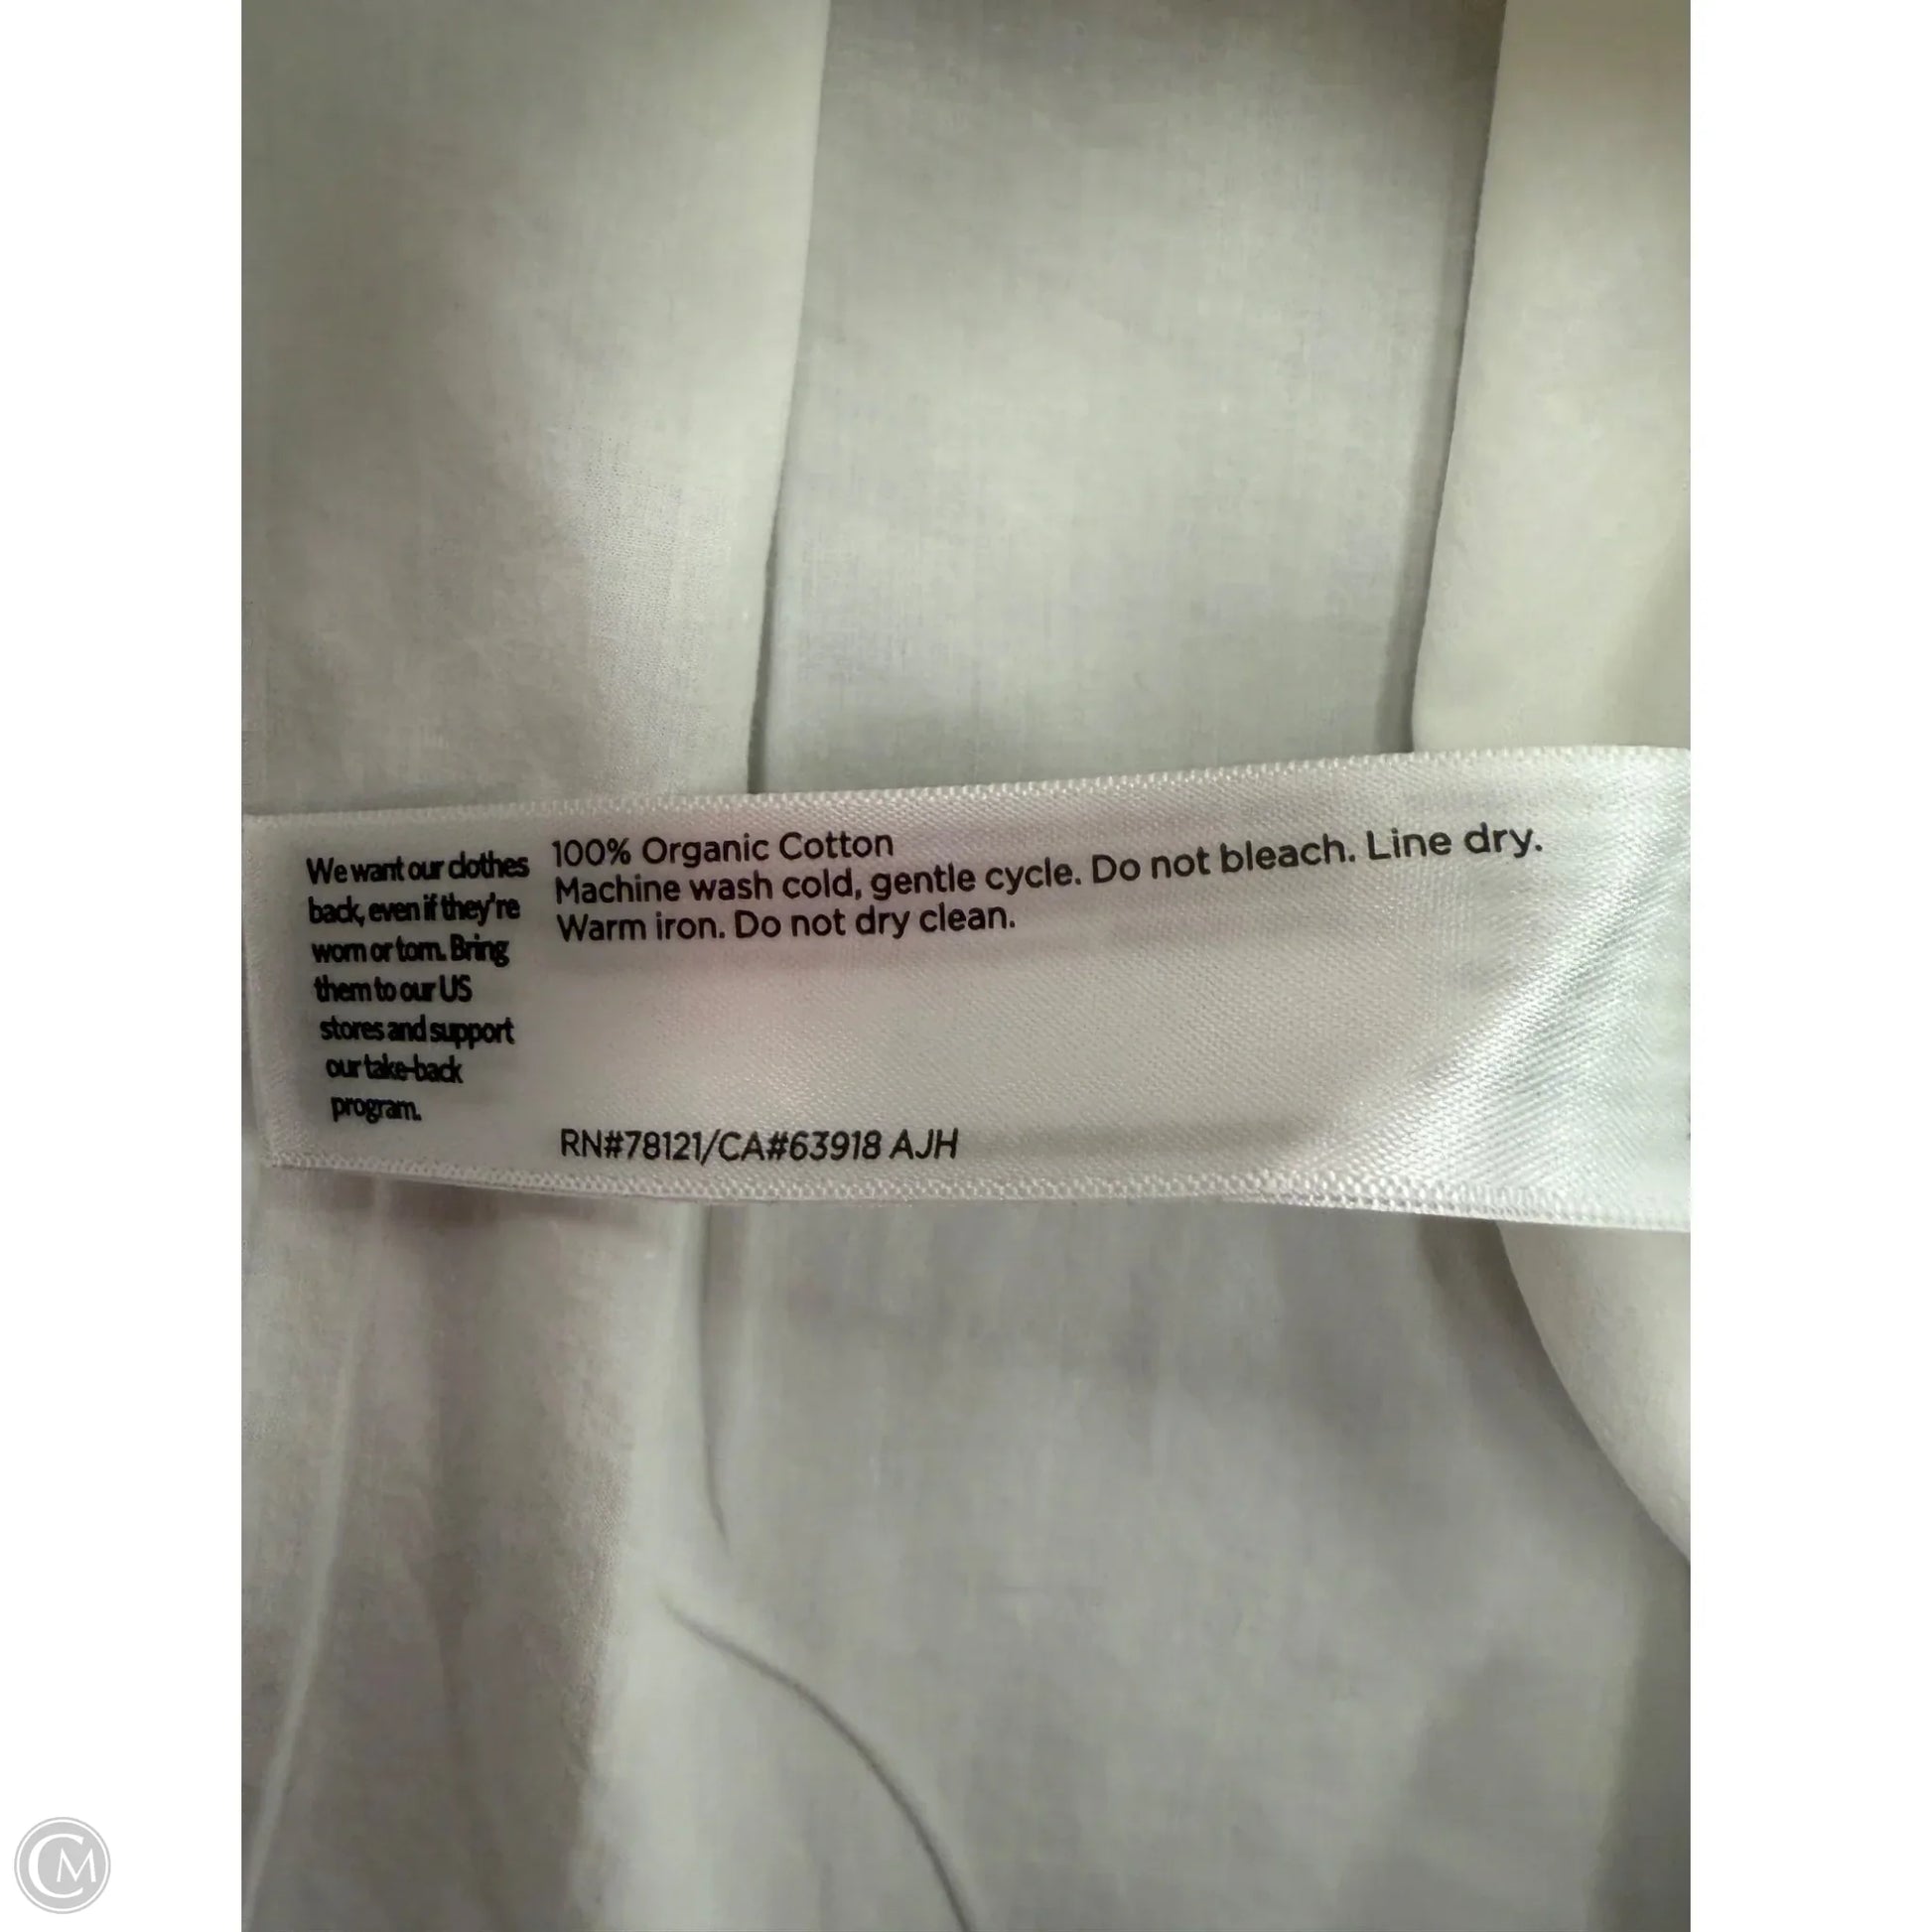 We want our clothes
back, even if they're
worn or torn. Bring
them to our US
stores and support
our take-back
program.
100% Organic Cotton
Machine wash cold, gentle cycle. Do not bleach. Line dry.
Warm iron. Do not dry clean.
RN#78121/CA#63918 AJH
CM